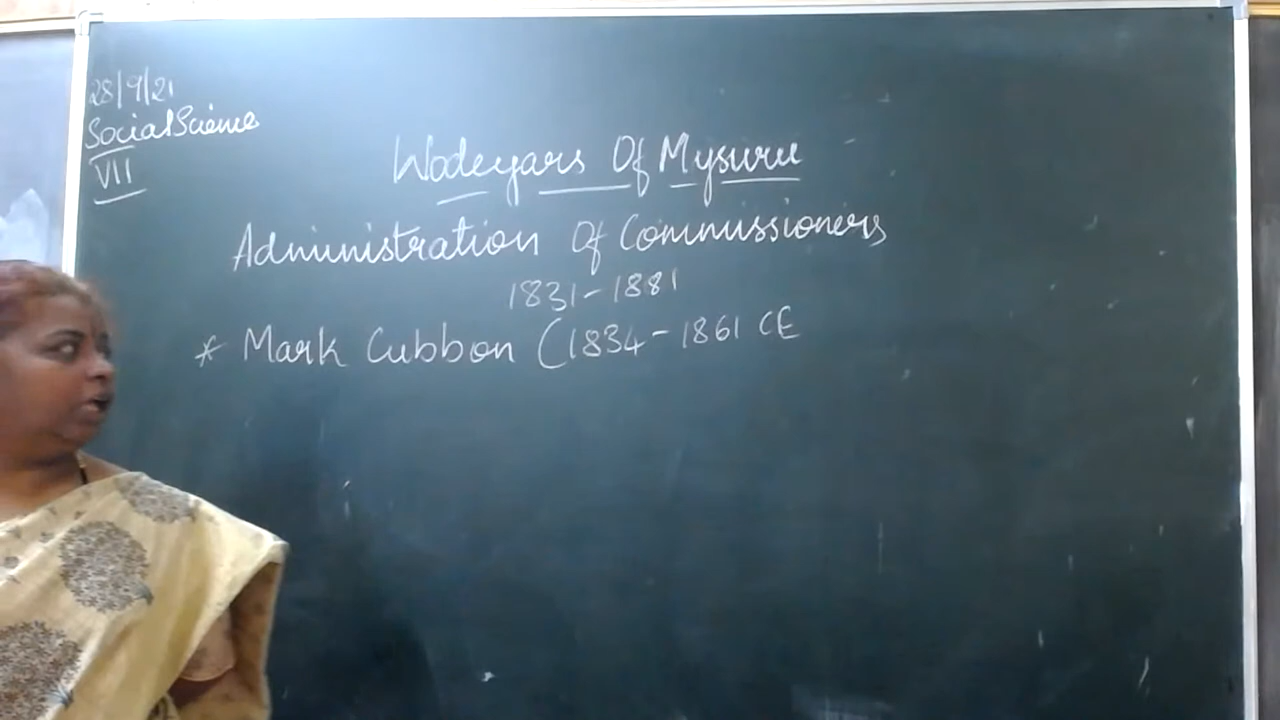 28/9/21
Social Science
VII
Wodeyars Of Mysuru
Administration Of Commissioners
1831-1881
* Mark Cubbon (1834-1861 CE